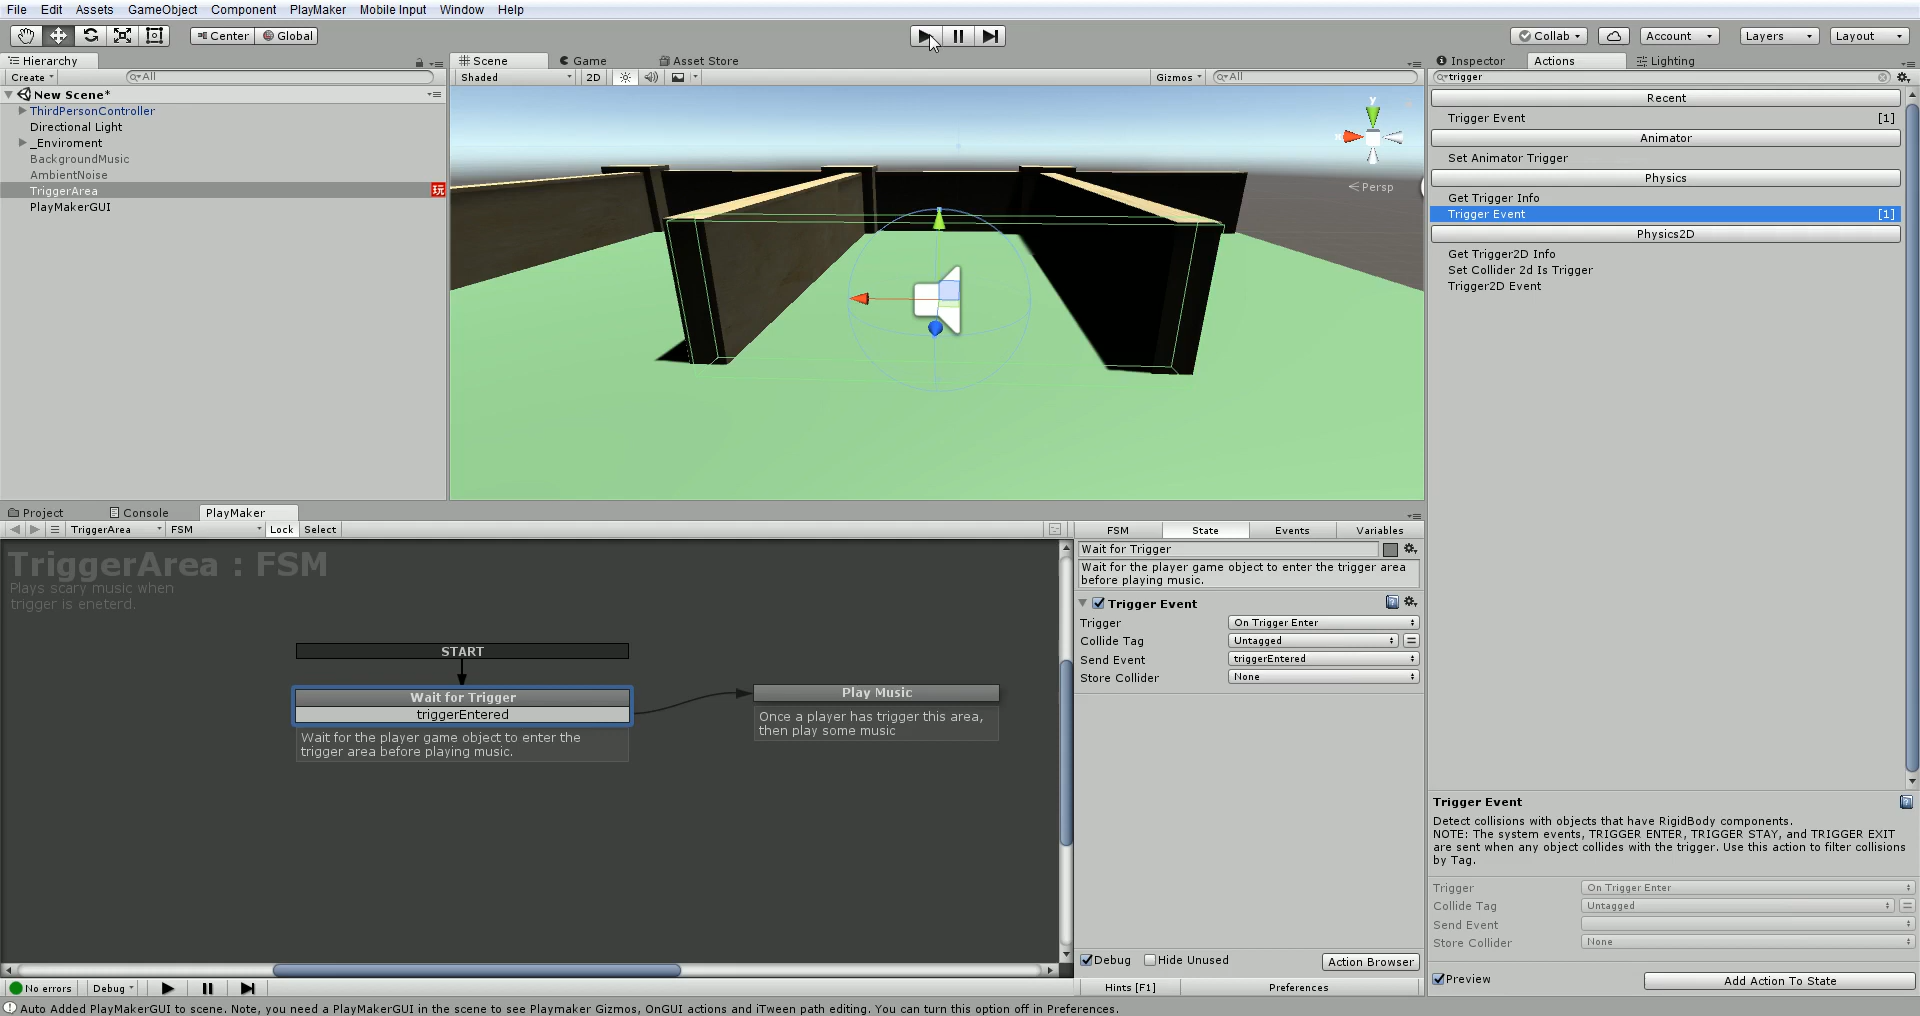 File Edit Assets GameObject Component PlayMaker Mobile Input Window Help
Center Global Collab Account Layers Layout
Hierarchy
Create All
New Scene*
ThirdPersonController
Directional Light
_Enviroment
BackgroundMusic
AmbientNoise
TriggerArea 玩
PlayMakerGUI
Scene Game Asset Store
Shaded 2D Gizmos All
y
Persp
Inspector Actions Lighting
trigger
Recent
Trigger Event [1]
Animator
Set Animator Trigger
Physics
Get Trigger Info
Trigger Event [1]
Physics2D
Get Trigger2D Info
Set Collider 2d Is Trigger
Trigger2D Event
Project Console PlayMaker
TriggerArea FSM Lock Select
TriggerArea : FSM
Plays scary music when
trigger is eneterd.
START
Wait for Trigger
triggerEntered
Wait for the player game object to enter the
trigger area before playing music.
Play Music
Once a player has trigger this area,
then play some music
FSM State Events Variables
Wait for Trigger
Wait for the player game object to enter the trigger area
before playing music.
Trigger Event
Trigger On Trigger Enter
Collide Tag Untagged
Send Event triggerEntered
Store Collider None
Debug Hide Unused Action Browser
Hints [F1] Preferences
Trigger Event
Detect collisions with objects that have RigidBody components.
NOTE: The system events, TRIGGER ENTER, TRIGGER STAY, and TRIGGER EXIT
are sent when any object collides with the trigger. Use this action to filter collisions
by Tag.
Trigger On Trigger Enter
Collide Tag Untagged
Send Event
Store Collider None
Preview Add Action To State
No errors Debug
Auto Added PlayMakerGUI to scene. Note, you need a PlayMakerGUI in the scene to see Playmaker Gizmos, OnGUI actions and iTween path editing. You can turn this option off in Preferences.